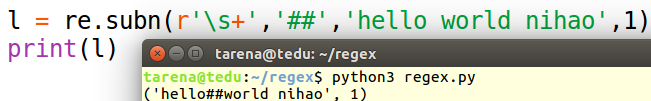 l = re.subn(r'\s+','##','hello world nihao',1)
print(l)
tarena@tedu: ~/regex
tarena@tedu:~/regex$ python3 regex.py
('hello##world nihao', 1)